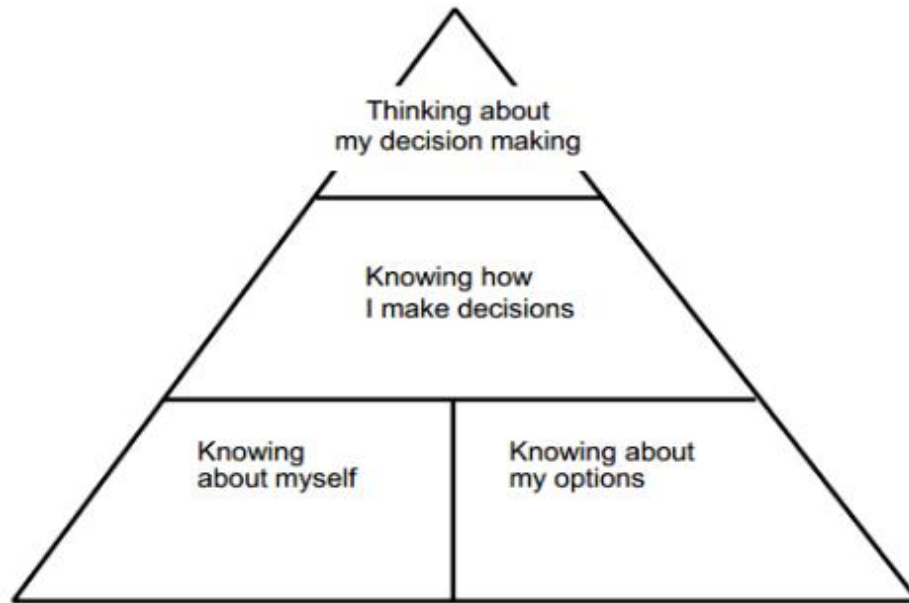 Thinking about
my decision making
Knowing how
I make decisions
Knowing
about myself
Knowing about
my options